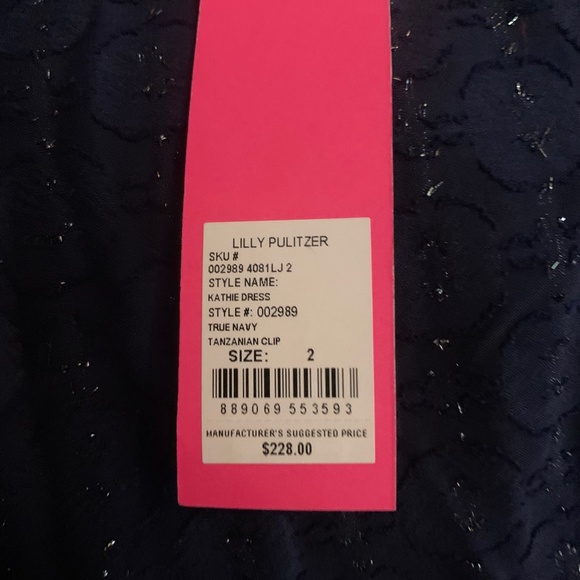 LILLY PULITZER
SKU #
002989 4081LJ 2
STYLE NAME:
KATHIE DRESS
STYLE #: 002989
TRUE NAVY
TANZANIAN CLIP
SIZE: 2
889069 553593
MANUFACTURER'S SUGGESTED PRICE
$228.00